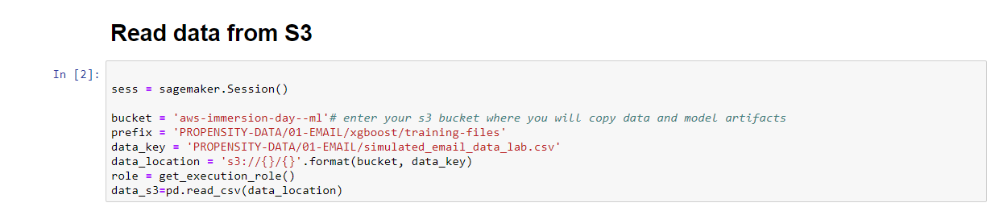 Read data from S3
In [2]:
sess = sagemaker.Session()
bucket = 'aws-immersion-day--ml'# enter your s3 bucket where you will copy data and model artifacts
prefix = 'PROPENSITY-DATA/01-EMAIL/xgboost/training-files'
data_key = 'PROPENSITY-DATA/01-EMAIL/simulated_email_data_lab.csv'
data_location = 's3://{}/{}'.format(bucket, data_key)
role = get_execution_role()
data_s3=pd.read_csv(data_location)